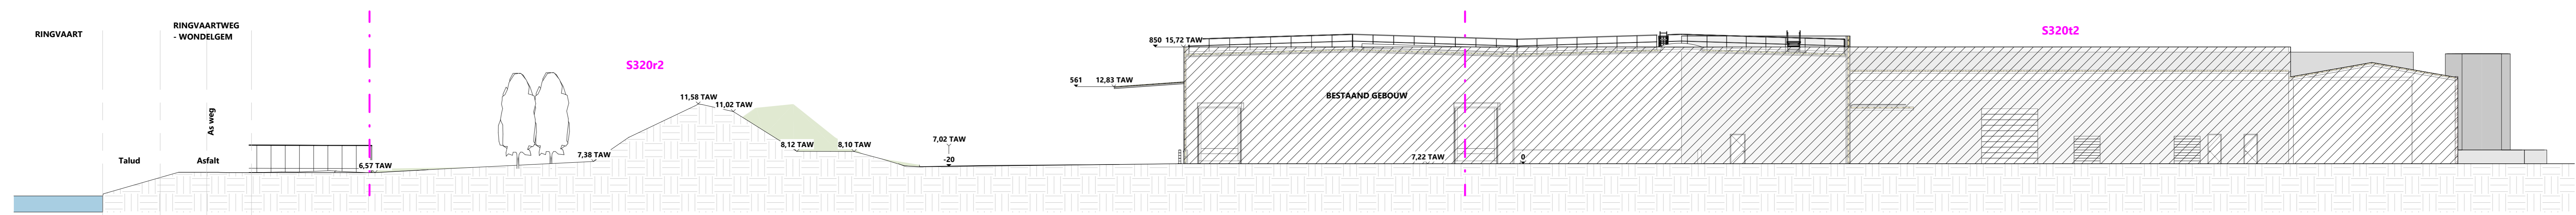 RINGVAART
RINGVAARTWEG
- WONDELGEM
S320r2
S320t2
850 15,72 TAW
561 12,83 TAW
BESTAAND GEBOUW
11,58 TAW
11,02 TAW
As weg
Talud
Asfalt
6,57 TAW
7,38 TAW
8,12 TAW
8,10 TAW
7,02 TAW
-20
7,22 TAW
0